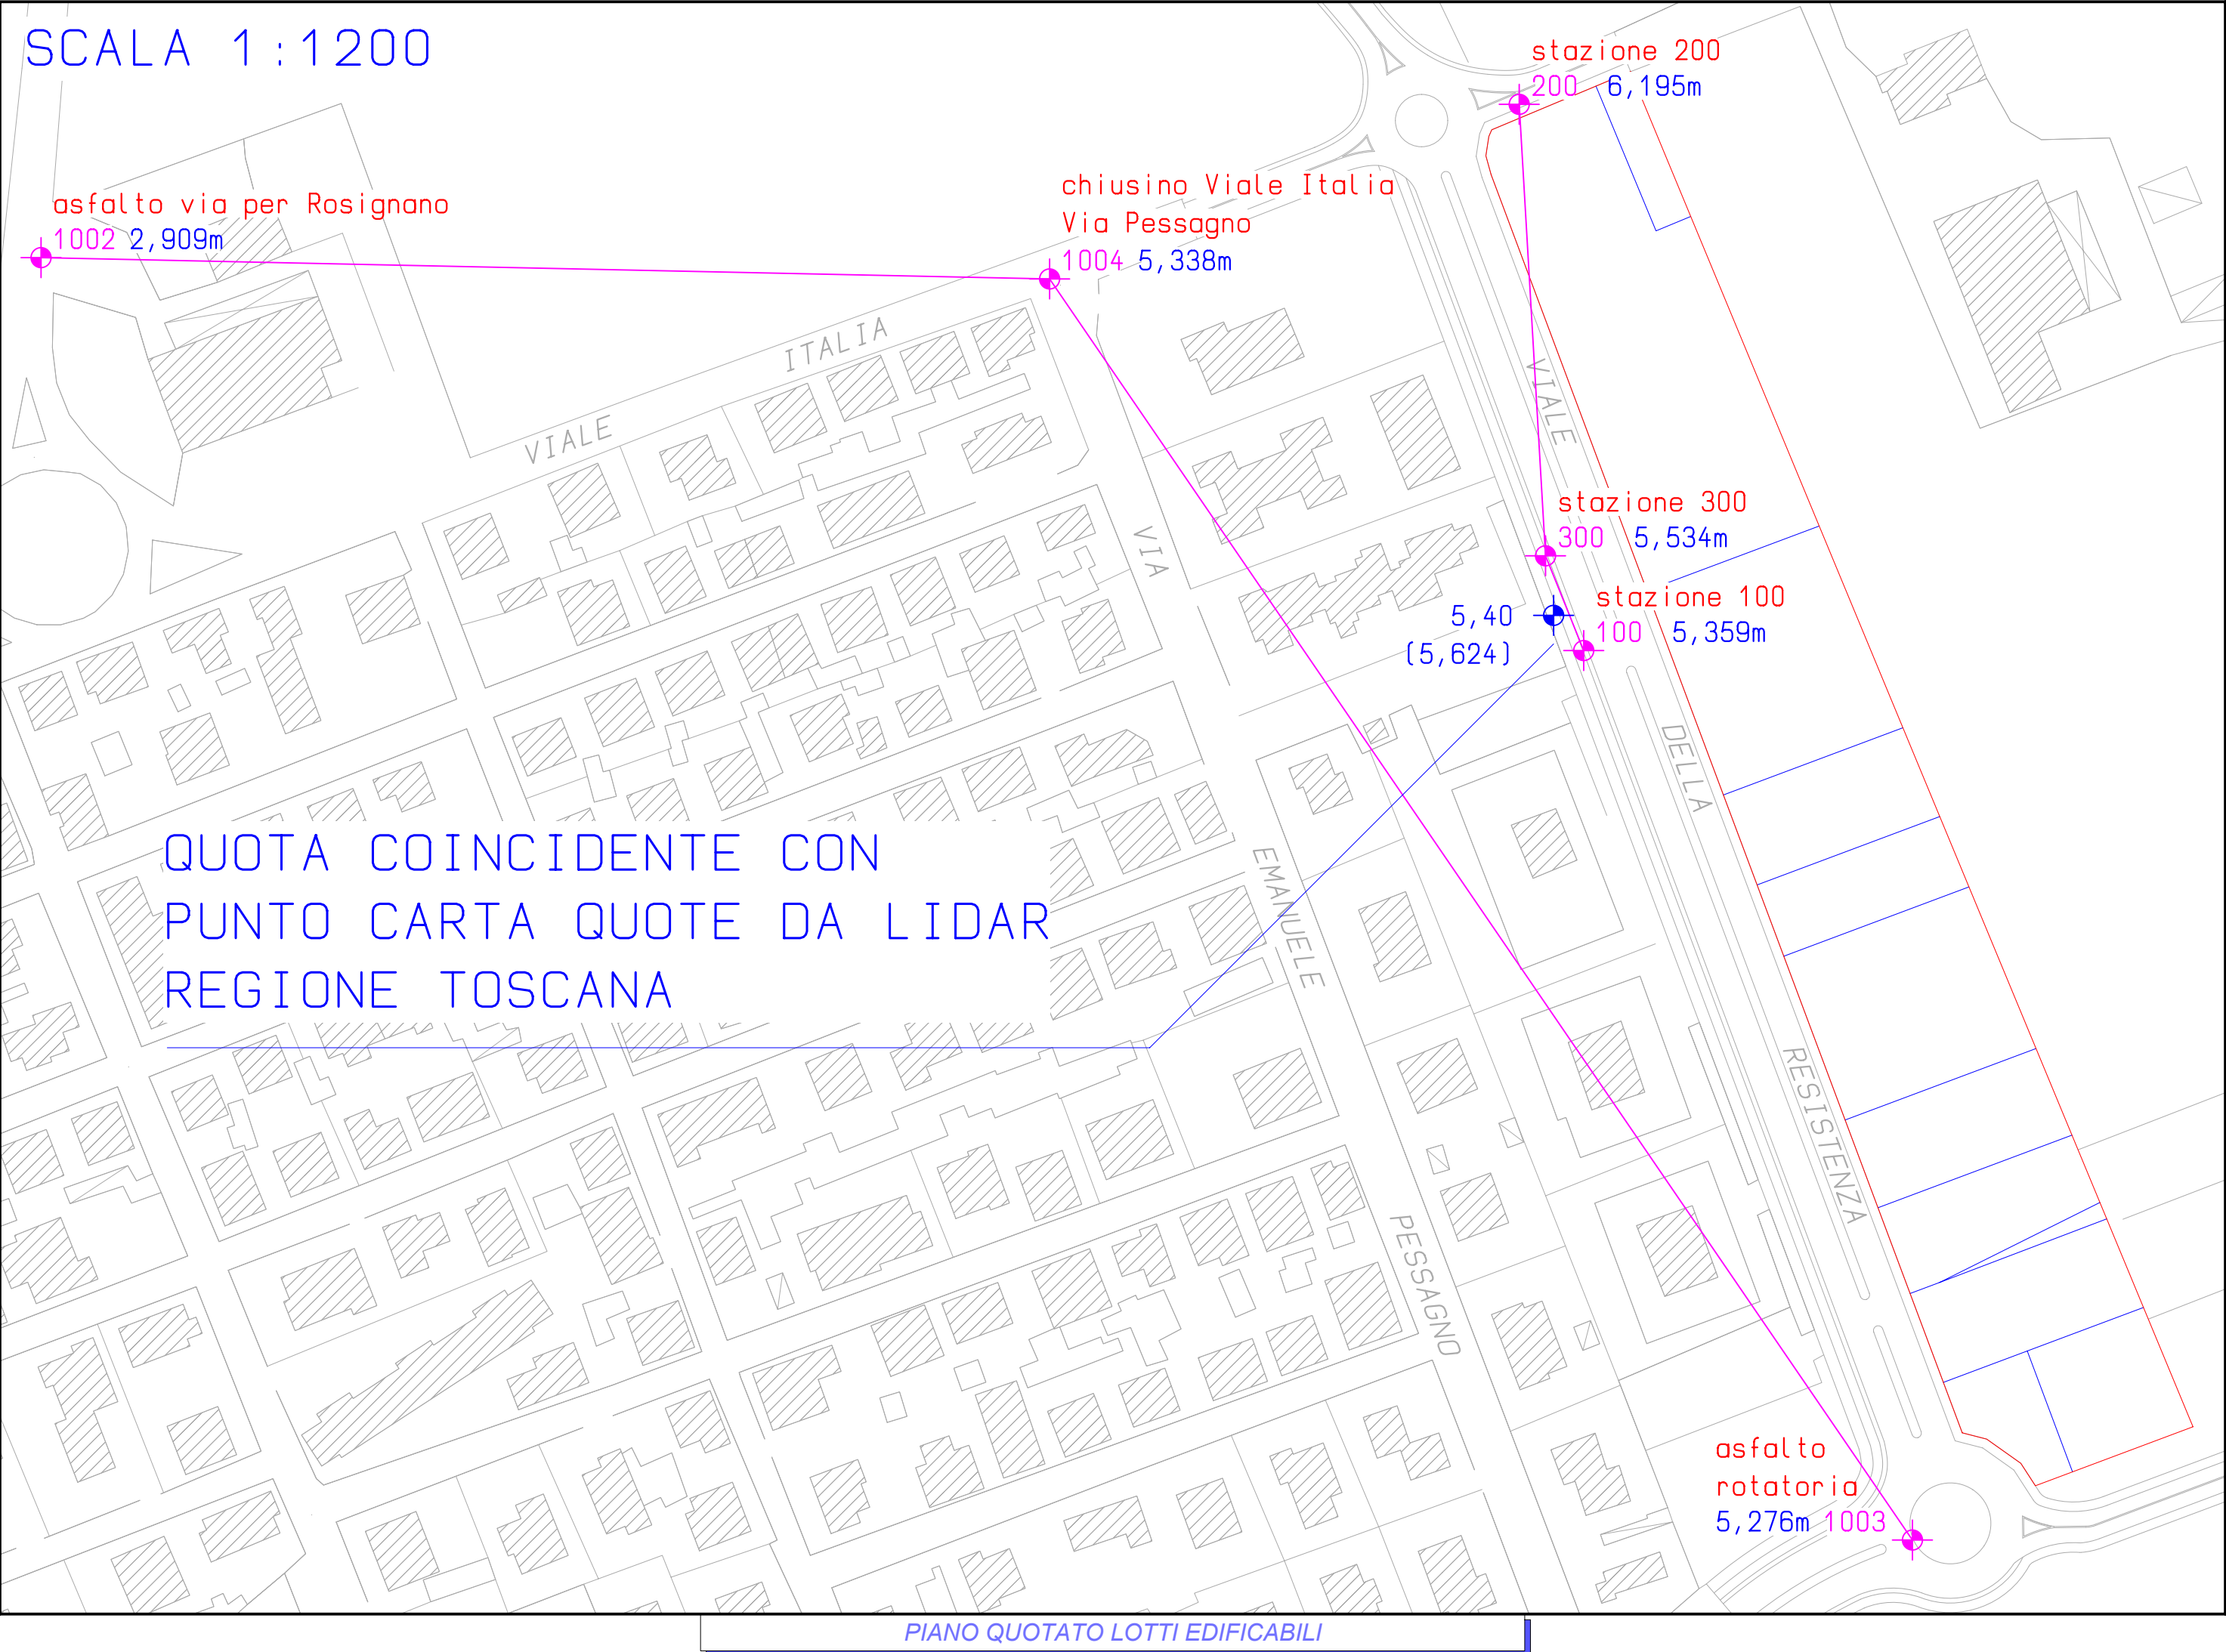 SCALA 1:1200
stazione 200
200 6,195m
asfalto via per Rosignano
1002 2,909m
chiusino Viale Italia
Via Pessagno
1004 5,338m
VIALE ITALIA
VIALE DELLA RESISTENZA
VIA EMANUELE PESSAGNO
stazione 300
300 5,534m
stazione 100
100 5,359m
5,40
(5,624)
QUOTA COINCIDENTE CON
PUNTO CARTA QUOTE DA LIDAR
REGIONE TOSCANA
asfalto
rotatoria
5,276m 1003
PIANO QUOTATO LOTTI EDIFICABILI